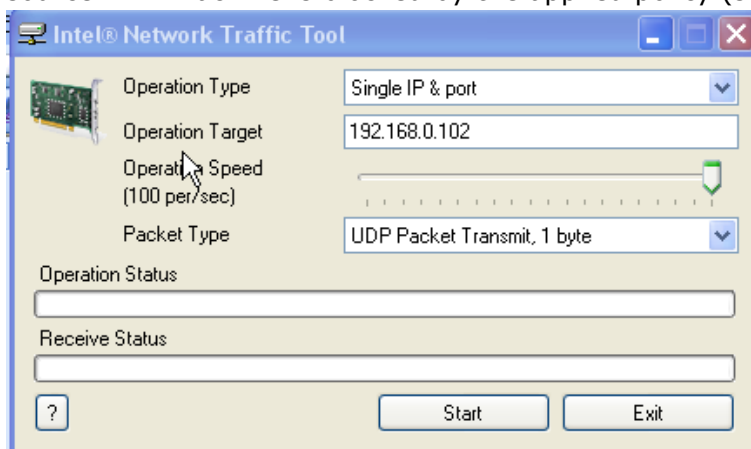 Intel® Network Traffic Tool
Operation Type
Single IP & port
Operation Target
192.168.0.102
Operation Speed
(100 per/sec)
Packet Type
UDP Packet Transmit, 1 byte
Operation Status
Receive Status
?
Start
Exit